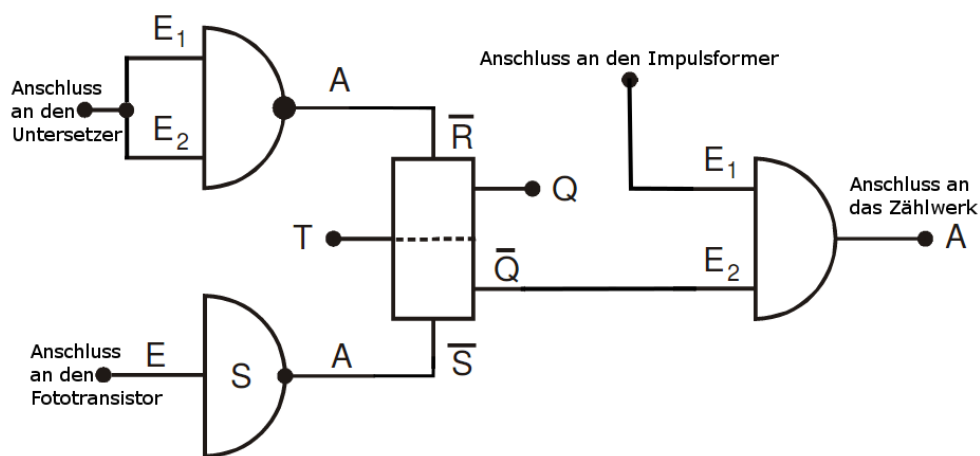 Anschluss
an den
Untersetzer
E1
E2
A
R̅
Anschluss an den Impulsformer
E1
Anschluss an
das Zählwerk
A
Q
T
Q̅
E2
Anschluss
an den
Fototransistor
E
S
A
S̅